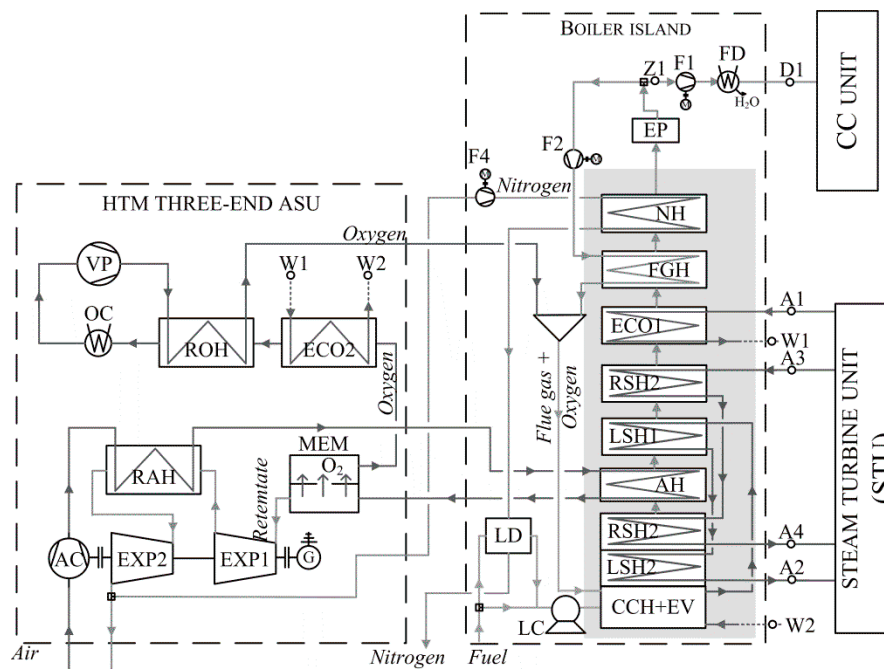 BOILER ISLAND
Z1
F1
FD
D1
H2O
CC UNIT
EP
F2
F4
Nitrogen
HTM THREE-END ASU
NH
Oxygen
VP
W1
W2
FGH
A1
OC
ROH
ECO2
ECO1
W1
A3
Oxygen
Flue gas +
Oxygen
RSH2
STEAM TURBINE UNIT
(STU)
MEM
LSH1
RAH
O2
Retemtate
AH
LD
RSH2
A4
AC
EXP2
EXP1
G
LSH2
A2
LC
CCH+EV
W2
Air
Nitrogen
Fuel
M
M
M